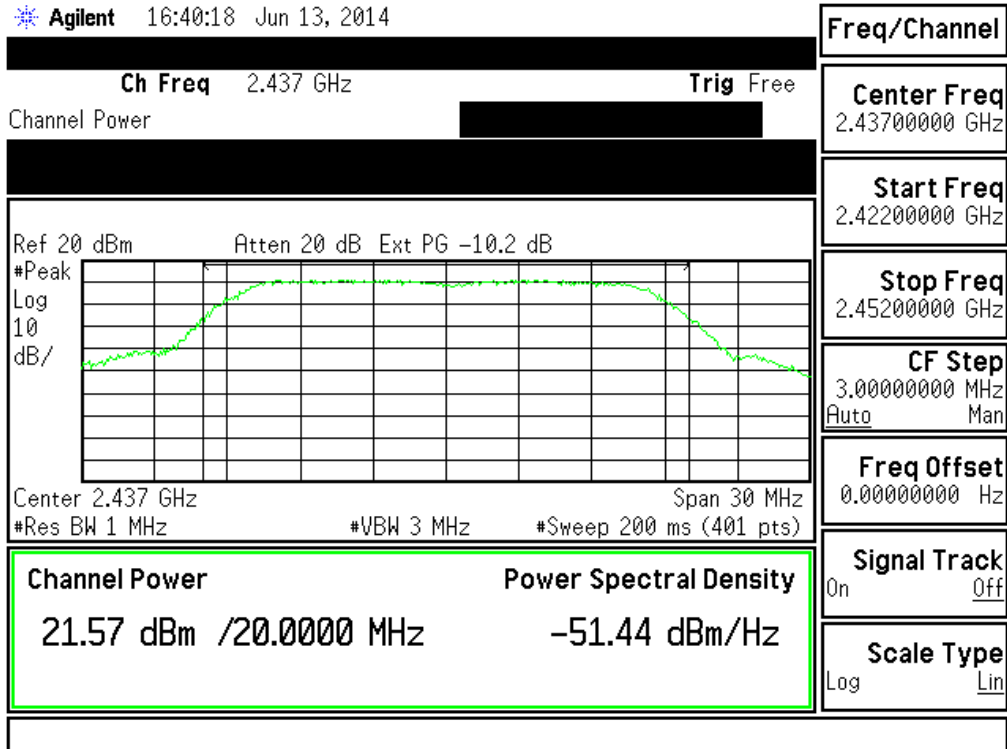 Agilent 16:40:18 Jun 13, 2014
Ch Freq 2.437 GHz Trig Free
Channel Power
Ref 20 dBm Atten 20 dB Ext PG -10.2 dB
#Peak
Log
10
dB/
Center 2.437 GHz Span 30 MHz
#Res BW 1 MHz #VBW 3 MHz #Sweep 200 ms (401 pts)
Channel Power Power Spectral Density
21.57 dBm /20.0000 MHz -51.44 dBm/Hz
Freq/Channel
Center Freq
2.43700000 GHz
Start Freq
2.42200000 GHz
Stop Freq
2.45200000 GHz
CF Step
3.00000000 MHz
Auto Man
Freq Offset
0.00000000 Hz
Signal Track
On Off
Scale Type
Log Lin